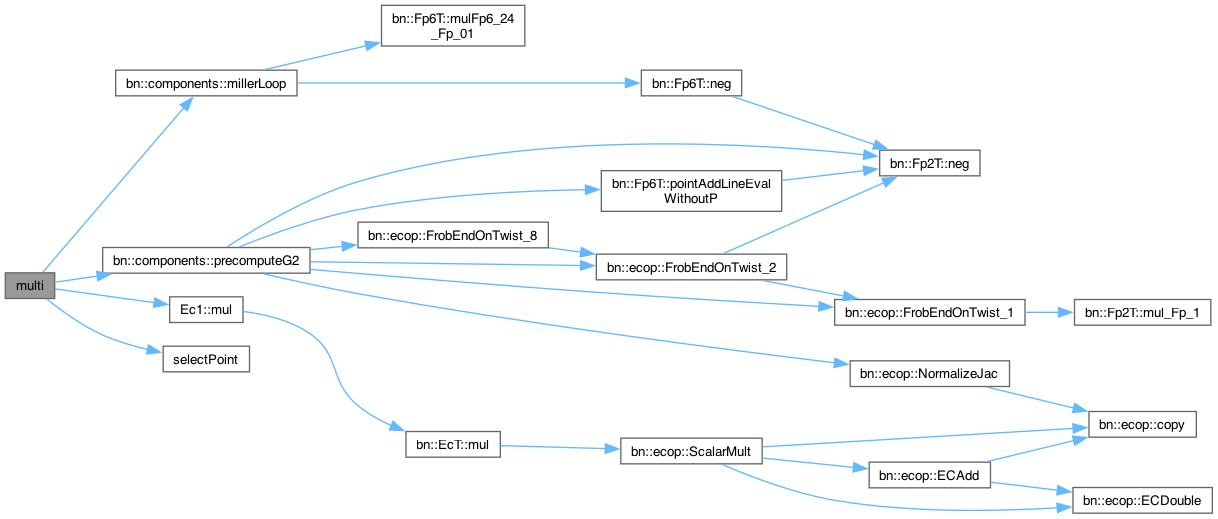 bn::Fp6T::mulFp6_24
_Fp_01
bn::components::millerLoop
bn::Fp6T::neg
bn::Fp2T::neg
bn::Fp6T::pointAddLineEval
WithoutP
bn::ecop::FrobEndOnTwist_8
bn::components::precomputeG2
bn::ecop::FrobEndOnTwist_2
multi
Ec1::mul
bn::ecop::FrobEndOnTwist_1
bn::Fp2T::mul_Fp_1
selectPoint
bn::ecop::NormalizeJac
bn::ecop::copy
bn::EcT::mul
bn::ecop::ScalarMult
bn::ecop::ECAdd
bn::ecop::ECDouble